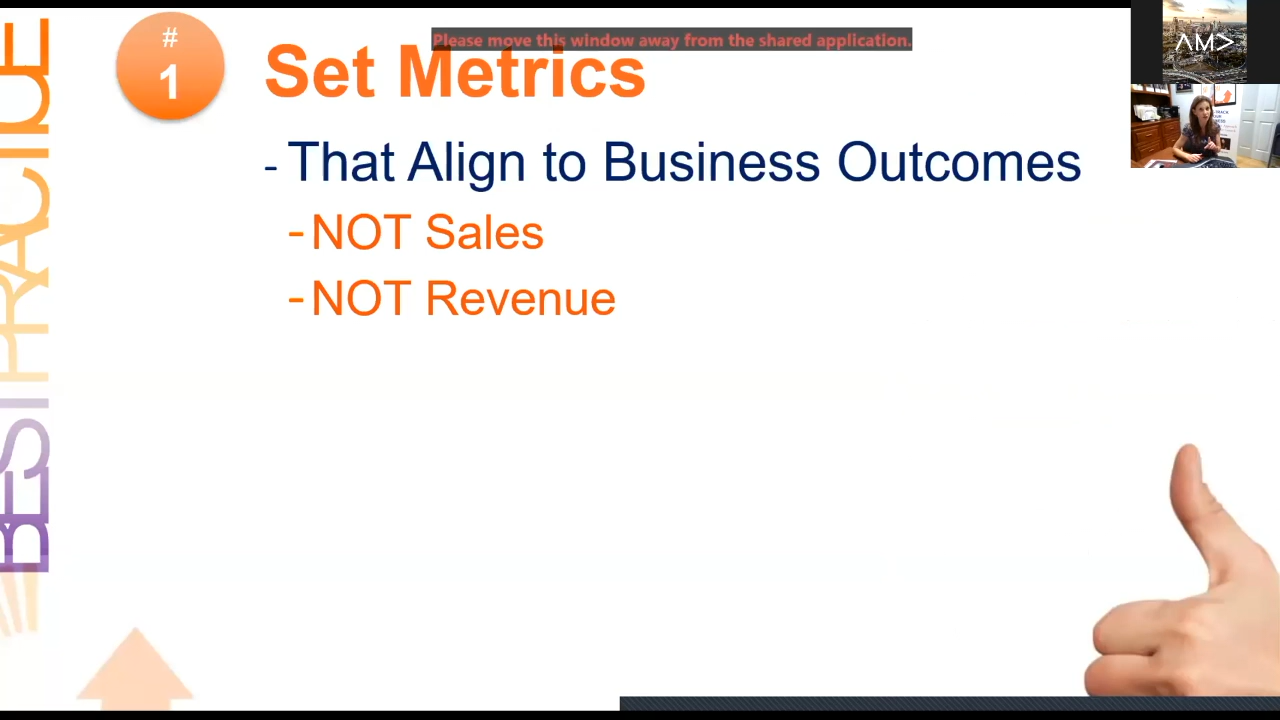 BEST PRACTICE
#
1
Please move this window away from the shared application.
Set Metrics
- That Align to Business Outcomes
- NOT Sales
- NOT Revenue